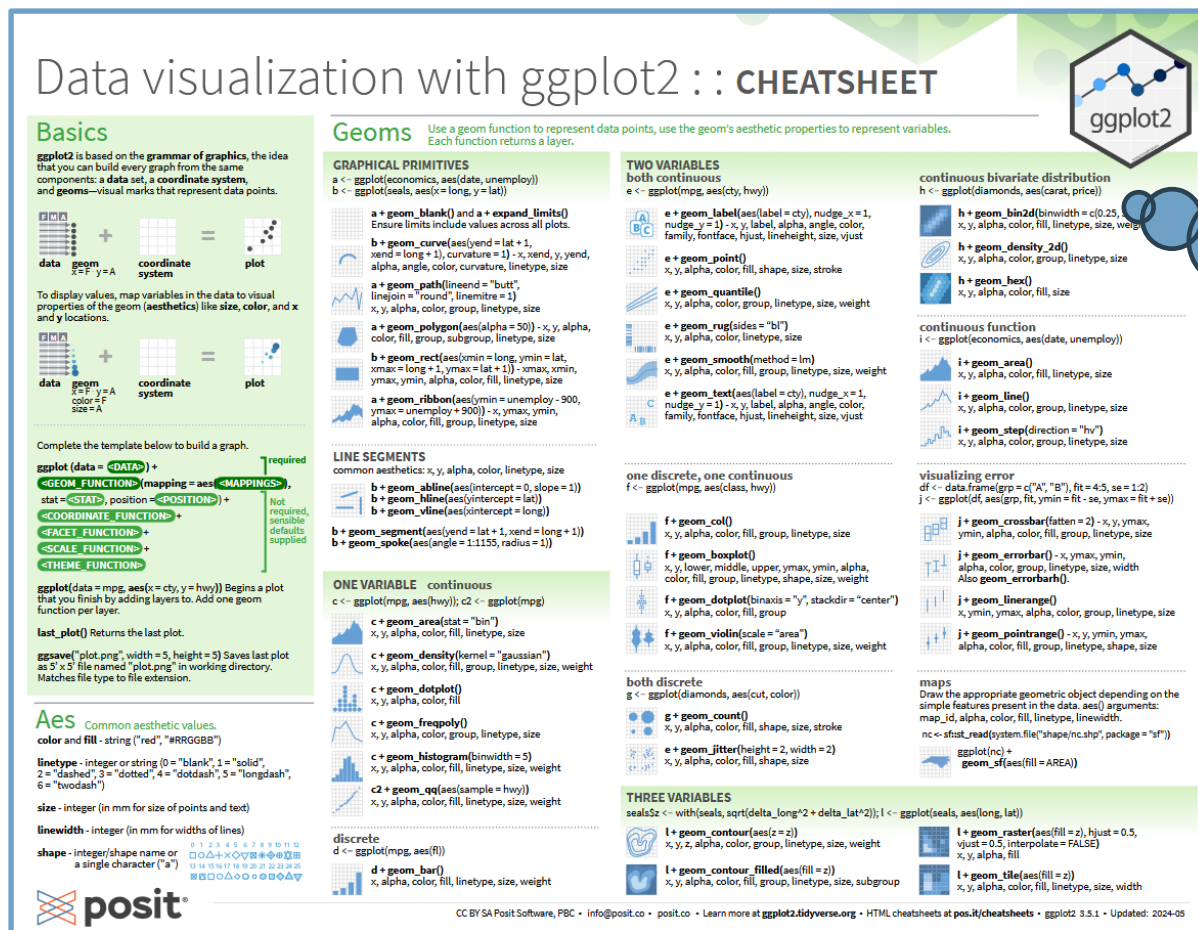 Data visualization with ggplot2 : : CHEATSHEET
ggplot2
Basics
ggplot2 is based on the grammar of graphics, the idea
that you can build every graph from the same
components: a data set, a coordinate system,
and geoms—visual marks that represent data points.
F M A
+
=
data
geom
x = F · y = A
coordinate
system
plot
To display values, map variables in the data to visual
properties of the geom (aesthetics) like size, color, and x
and y locations.
F M A
+
=
data
geom
x = F · y = A
color = F
size = A
coordinate
system
plot
Complete the template below to build a graph.
ggplot (data = <DATA>) +
<GEOM_FUNCTION>(mapping = aes(<MAPPINGS>),
stat = <STAT>, position = <POSITION>) +
<COORDINATE_FUNCTION> +
<FACET_FUNCTION> +
<SCALE_FUNCTION> +
<THEME_FUNCTION>
required
Not
required,
sensible
defaults
supplied
ggplot(data = mpg, aes(x = cty, y = hwy)) Begins a plot
that you finish by adding layers to. Add one geom
function per layer.
last_plot() Returns the last plot.
ggsave("plot.png", width = 5, height = 5) Saves last plot
as 5' x 5' file named "plot.png" in working directory.
Matches file type to file extension.
Aes Common aesthetic values.
color and fill - string ("red", "#RRGGBB")
linetype - integer or string (0 = "blank", 1 = "solid",
2 = "dashed", 3 = "dotted", 4 = "dotdash", 5 = "longdash",
6 = "twodash")
size - integer (in mm for size of points and text)
linewidth - integer (in mm for widths of lines)
shape - integer/shape name or
a single character ("a")
0 1 2 3 4 5 6 7 8 9 10 11 12
13 14 15 16 17 18 19 20 21 22 23 24 25
Geoms Use a geom function to represent data points, use the geom's aesthetic properties to represent variables.
Each function returns a layer.
GRAPHICAL PRIMITIVES
a <- ggplot(economics, aes(date, unemploy))
b <- ggplot(seals, aes(x = long, y = lat))
a + geom_blank() and a + expand_limits()
Ensure limits include values across all plots.
b + geom_curve(aes(yend = lat + 1,
xend = long + 1), curvature = 1) - x, xend, y, yend,
alpha, angle, color, curvature, linetype, size
a + geom_path(lineend = "butt",
linejoin = "round", linemitre = 1)
x, y, alpha, color, group, linetype, size
a + geom_polygon(aes(alpha = 50)) - x, y, alpha,
color, fill, group, subgroup, linetype, size
b + geom_rect(aes(xmin = long, ymin = lat,
xmax = long + 1, ymax = lat + 1)) - xmax, xmin,
ymax, ymin, alpha, color, fill, linetype, size
a + geom_ribbon(aes(ymin = unemploy - 900,
ymax = unemploy + 900)) - x, ymax, ymin,
alpha, color, fill, group, linetype, size
LINE SEGMENTS
common aesthetics: x, y, alpha, color, linetype, size
b + geom_abline(aes(intercept = 0, slope = 1))
b + geom_hline(aes(yintercept = lat))
b + geom_vline(aes(xintercept = long))
b + geom_segment(aes(yend = lat + 1, xend = long + 1))
b + geom_spoke(aes(angle = 1:1155, radius = 1))
ONE VARIABLE continuous
c <- ggplot(mpg, aes(hwy)); c2 <- ggplot(mpg)
c + geom_area(stat = "bin")
x, y, alpha, color, fill, linetype, size
c + geom_density(kernel = "gaussian")
x, y, alpha, color, fill, group, linetype, size, weight
c + geom_dotplot()
x, y, alpha, color, fill
c + geom_freqpoly()
x, y, alpha, color, group, linetype, size
c + geom_histogram(binwidth = 5)
x, y, alpha, color, fill, linetype, size, weight
c2 + geom_qq(aes(sample = hwy))
x, y, alpha, color, fill, linetype, size, weight
discrete
d <- ggplot(mpg, aes(fl))
d + geom_bar()
x, alpha, color, fill, linetype, size, weight
TWO VARIABLES
both continuous
e <- ggplot(mpg, aes(cty, hwy))
A
B C
e + geom_label(aes(label = cty), nudge_x = 1,
nudge_y = 1) - x, y, label, alpha, angle, color,
family, fontface, hjust, lineheight, size, vjust
e + geom_point()
x, y, alpha, color, fill, shape, size, stroke
e + geom_quantile()
x, y, alpha, color, group, linetype, size, weight
e + geom_rug(sides = "bl")
x, y, alpha, color, linetype, size
e + geom_smooth(method = lm)
x, y, alpha, color, fill, group, linetype, size, weight
C
A B
e + geom_text(aes(label = cty), nudge_x = 1,
nudge_y = 1) - x, y, label, alpha, angle, color,
family, fontface, hjust, lineheight, size, vjust
one discrete, one continuous
f <- ggplot(mpg, aes(class, hwy))
f + geom_col()
x, y, alpha, color, fill, group, linetype, size
f + geom_boxplot()
x, y, lower, middle, upper, ymax, ymin, alpha,
color, fill, group, linetype, shape, size, weight
f + geom_dotplot(binaxis = "y", stackdir = "center")
x, y, alpha, color, fill, group
f + geom_violin(scale = "area")
x, y, alpha, color, fill, group, linetype, size, weight
both discrete
g <- ggplot(diamonds, aes(cut, color))
g + geom_count()
x, y, alpha, color, fill, shape, size, stroke
e + geom_jitter(height = 2, width = 2)
x, y, alpha, color, fill, shape, size
THREE VARIABLES
seals$z <- with(seals, sqrt(delta_long^2 + delta_lat^2)); l <- ggplot(seals, aes(long, lat))
l + geom_contour(aes(z = z))
x, y, z, alpha, color, group, linetype, size, weight
l + geom_contour_filled(aes(fill = z))
x, y, alpha, color, fill, group, linetype, size, subgroup
l + geom_raster(aes(fill = z), hjust = 0.5,
vjust = 0.5, interpolate = FALSE)
x, y, alpha, fill
l + geom_tile(aes(fill = z))
x, y, alpha, color, fill, linetype, size, width
continuous bivariate distribution
h <- ggplot(diamonds, aes(carat, price))
h + geom_bin2d(binwidth = c(0.25,
x, y, alpha, color, fill, linetype, size,
h + geom_density_2d()
x, y, alpha, color, group, linetype, size
h + geom_hex()
x, y, alpha, color, fill, size
continuous function
i <- ggplot(economics, aes(date, unemploy))
i + geom_area()
x, y, alpha, color, fill, linetype, size
i + geom_line()
x, y, alpha, color, group, linetype, size
i + geom_step(direction = "hv")
x, y, alpha, color, group, linetype, size
visualizing error
df <- data.frame(grp = c("A", "B"), fit = 4:5, se = 1:2)
j <- ggplot(df, aes(grp, fit, ymin = fit - se, ymax = fit + se))
j + geom_crossbar(fatten = 2) - x, y, ymax,
ymin, alpha, color, fill, group, linetype, size
j + geom_errorbar() - x, ymax, ymin,
alpha, color, group, linetype, size, width
Also geom_errorbarh().
j + geom_linerange()
x, ymin, ymax, alpha, color, group, linetype, size
j + geom_pointrange() - x, y, ymin, ymax,
alpha, color, fill, group, linetype, shape, size
maps
Draw the appropriate geometric object depending on the
simple features present in the data. aes() arguments:
map_id, alpha, color, fill, linetype, linewidth.
nc <- sf::st_read(system.file("shape/nc.shp", package = "sf"))
ggplot(nc) +
geom_sf(aes(fill = AREA))
posit®
CC BY SA Posit Software, PBC • info@posit.co • posit.co • Learn more at ggplot2.tidyverse.org • HTML cheatsheets at pos.it/cheatsheets • ggplot2 3.5.1 • Updated: 2024-05